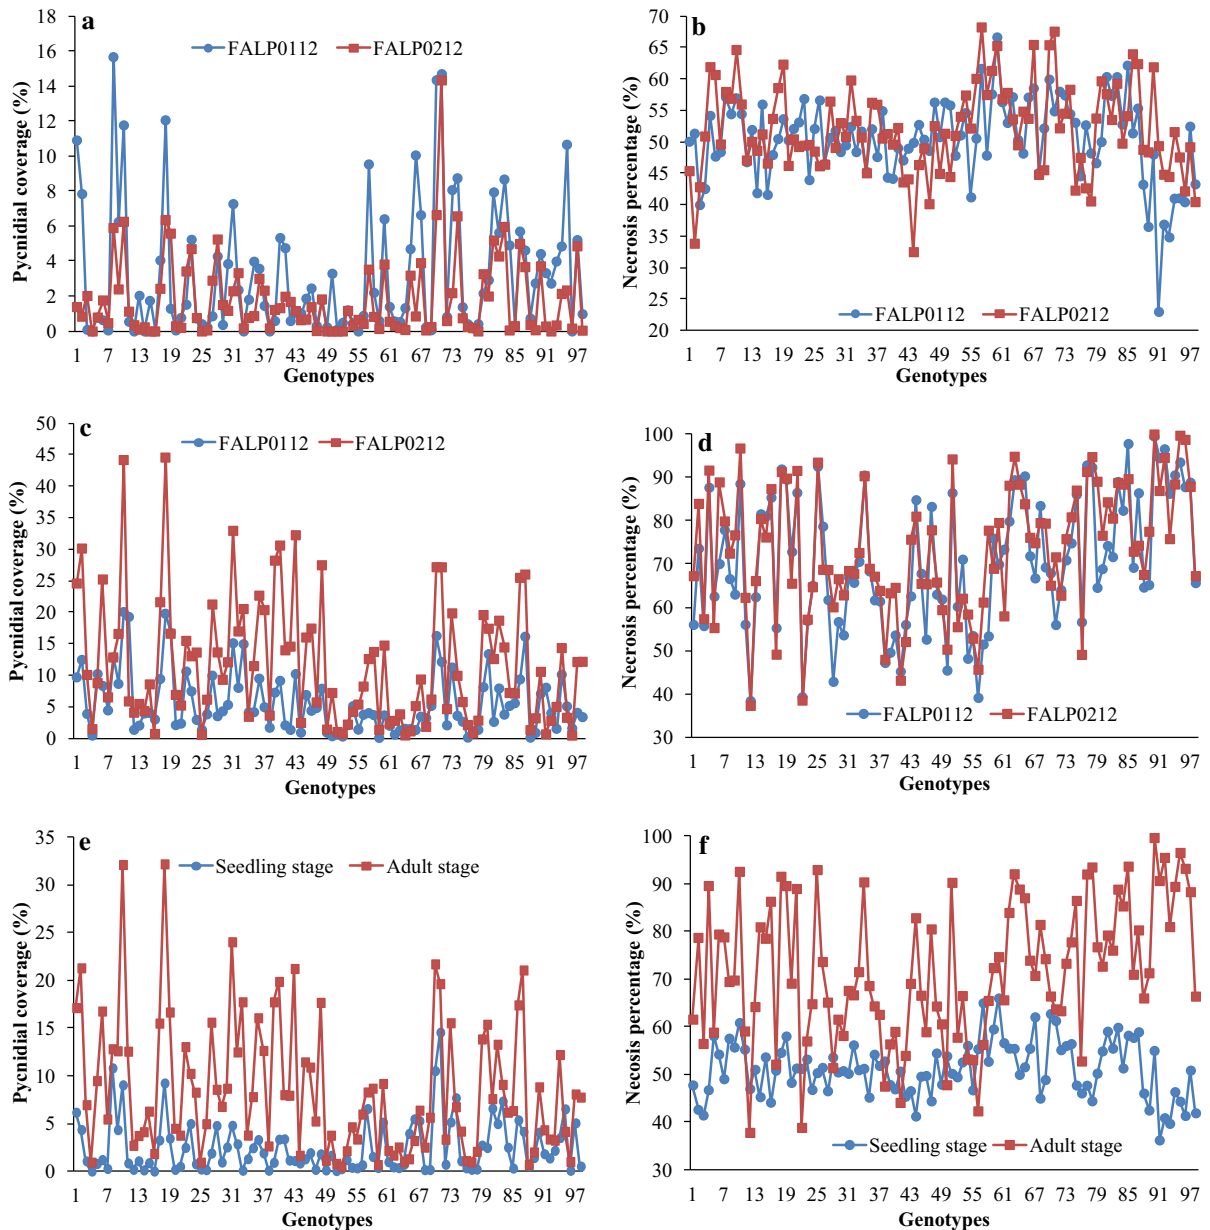 a
FALP0112 FALP0212
Pycnidial coverage (%)
18
16
14
12
10
8
6
4
2
0
1 7 13 19 25 31 37 43 49 55 61 67 73 79 85 91 97
Genotypes
b
Necrosis percentage (%)
70
65
60
55
50
45
40
35
30
25
20
FALP0112 FALP0212
1 7 13 19 25 31 37 43 49 55 61 67 73 79 85 91 97
Genotypes
c
FALP0112 FALP0212
Pycnidial coverage (%)
50
45
40
35
30
25
20
15
10
5
0
1 7 13 19 25 31 37 43 49 55 61 67 73 79 85 91 97
Genotypes
d
Necrosis percentage (%)
100
90
80
70
60
50
40
30
FALP0112 FALP0212
1 7 13 19 25 31 37 43 49 55 61 67 73 79 85 91 97
Genotypes
e
Seedling stage Adult stage
Pycnidial coverage (%)
35
30
25
20
15
10
5
0
1 7 13 19 25 31 37 43 49 55 61 67 73 79 85 91 97
Genotypes
f
Necosis percentage (%)
100
90
80
70
60
50
40
30
Seedling stage Adult stage
1 7 13 19 25 31 37 43 49 55 61 67 73 79 85 91 97
Genotypes